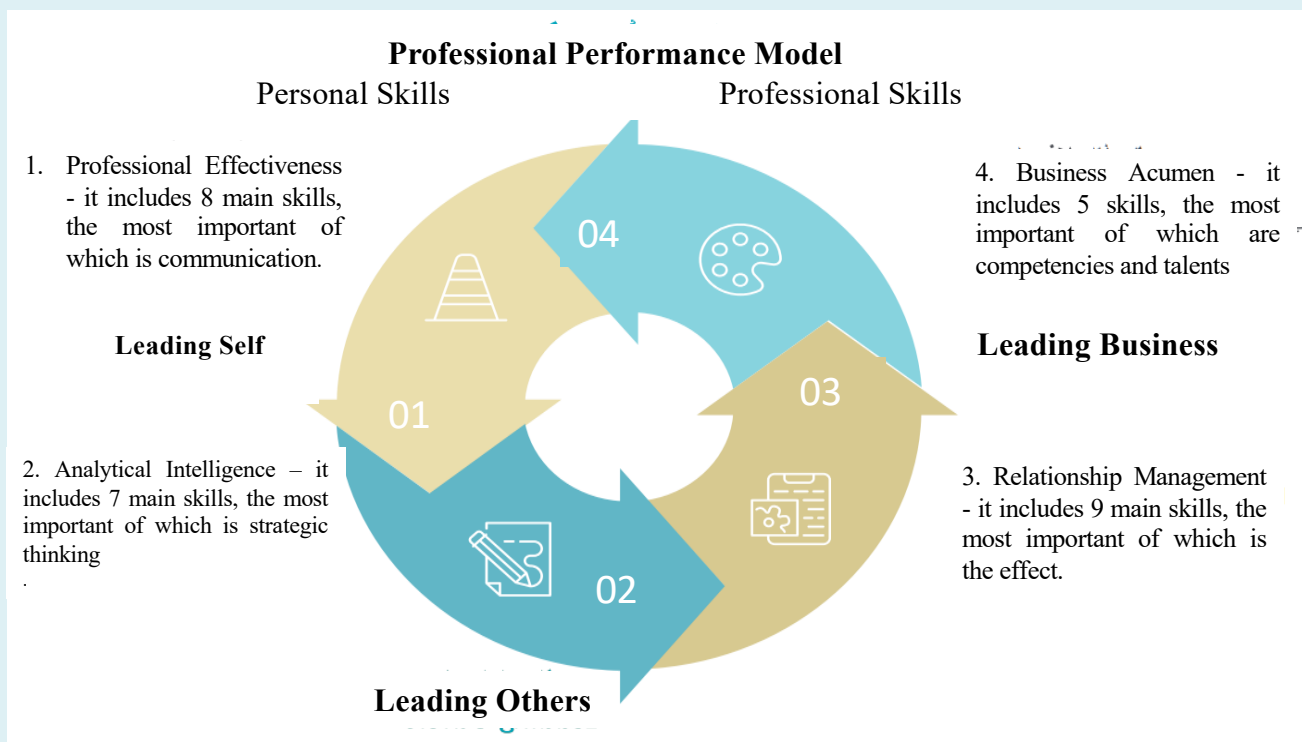 Professional Performance Model
Personal Skills
Professional Skills
1. Professional Effectiveness
- it includes 8 main skills,
the most important of
which is communication.
Leading Self
2. Analytical Intelligence – it
includes 7 main skills, the most
important of which is strategic
thinking
.
04
01
03
02
4. Business Acumen - it
includes 5 skills, the most
important of which are
competencies and talents
Leading Business
3. Relationship Management
- it includes 9 main skills, the
most important of which is
the effect.
Leading Others